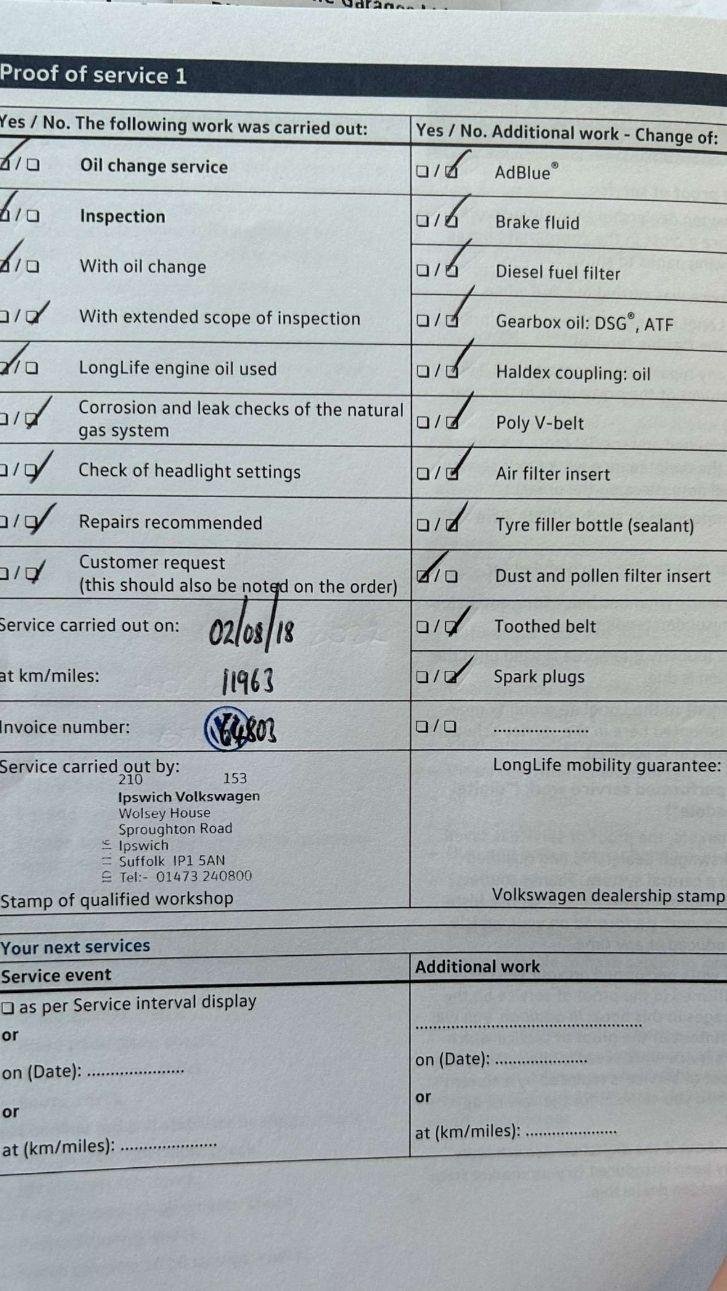 Proof of service 1
Yes / No. The following work was carried out:
Oil change service
Inspection
With oil change
With extended scope of inspection
LongLife engine oil used
Corrosion and leak checks of the natural
gas system
Check of headlight settings
Repairs recommended
Customer request
(this should also be noted on the order)
Service carried out on: 02/08/18
at km/miles: 11963
Invoice number: 64803
Service carried out by:
210 153
Ipswich Volkswagen
Wolsey House
Sproughton Road
Ipswich
Suffolk IP1 5AN
Tel:- 01473 240800
Stamp of qualified workshop
Yes / No. Additional work - Change of:
AdBlue®
Brake fluid
Diesel fuel filter
Gearbox oil: DSG®, ATF
Haldex coupling: oil
Poly V-belt
Air filter insert
Tyre filler bottle (sealant)
Dust and pollen filter insert
Toothed belt
Spark plugs
LongLife mobility guarantee:
Volkswagen dealership stamp
Your next services
Service event
as per Service interval display
or
on (Date): ....................
or
at (km/miles): ....................
Additional work
on (Date): ....................
or
at (km/miles): ....................